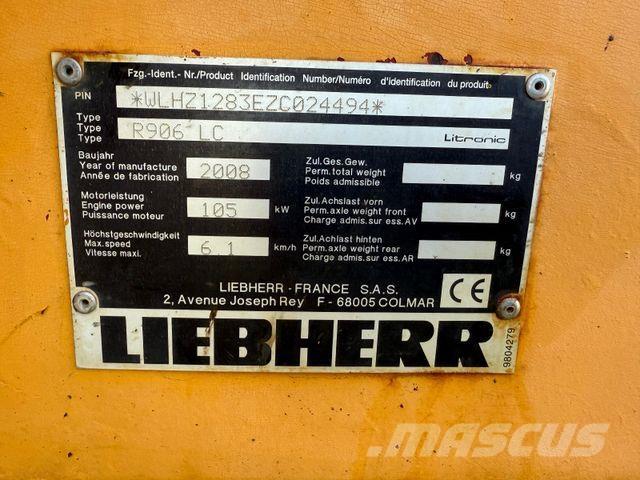 Fzg.-Ident.- Nr./Product Identification Number/Numéro d'identification du produit
PIN *WLHZ1283EZC024494*
Type
Type R906 LC Litronic
Type
Baujahr
Year of manufacture 2008
Année de fabrication
Zul.Ges.Gew.
Perm.total weight kg
Poids admissible
Motorleistung
Engine power 105 kW
Puissance moteur
Zul.Achslast vorn
Perm.axle weight front kg
Charge admis.sur ess.AV
Höchstgeschwindigkeit
Max.speed 6.1 km/h
Vitesse maxi.
Zul.Achlast hinten
Perm.axle weight rear kg
Charge admis.sur ess.AR
LIEBHERR - FRANCE S.A.S.
2, Avenue Joseph Rey F - 68005 COLMAR
CE
LIEBHERR
9804279
mascus